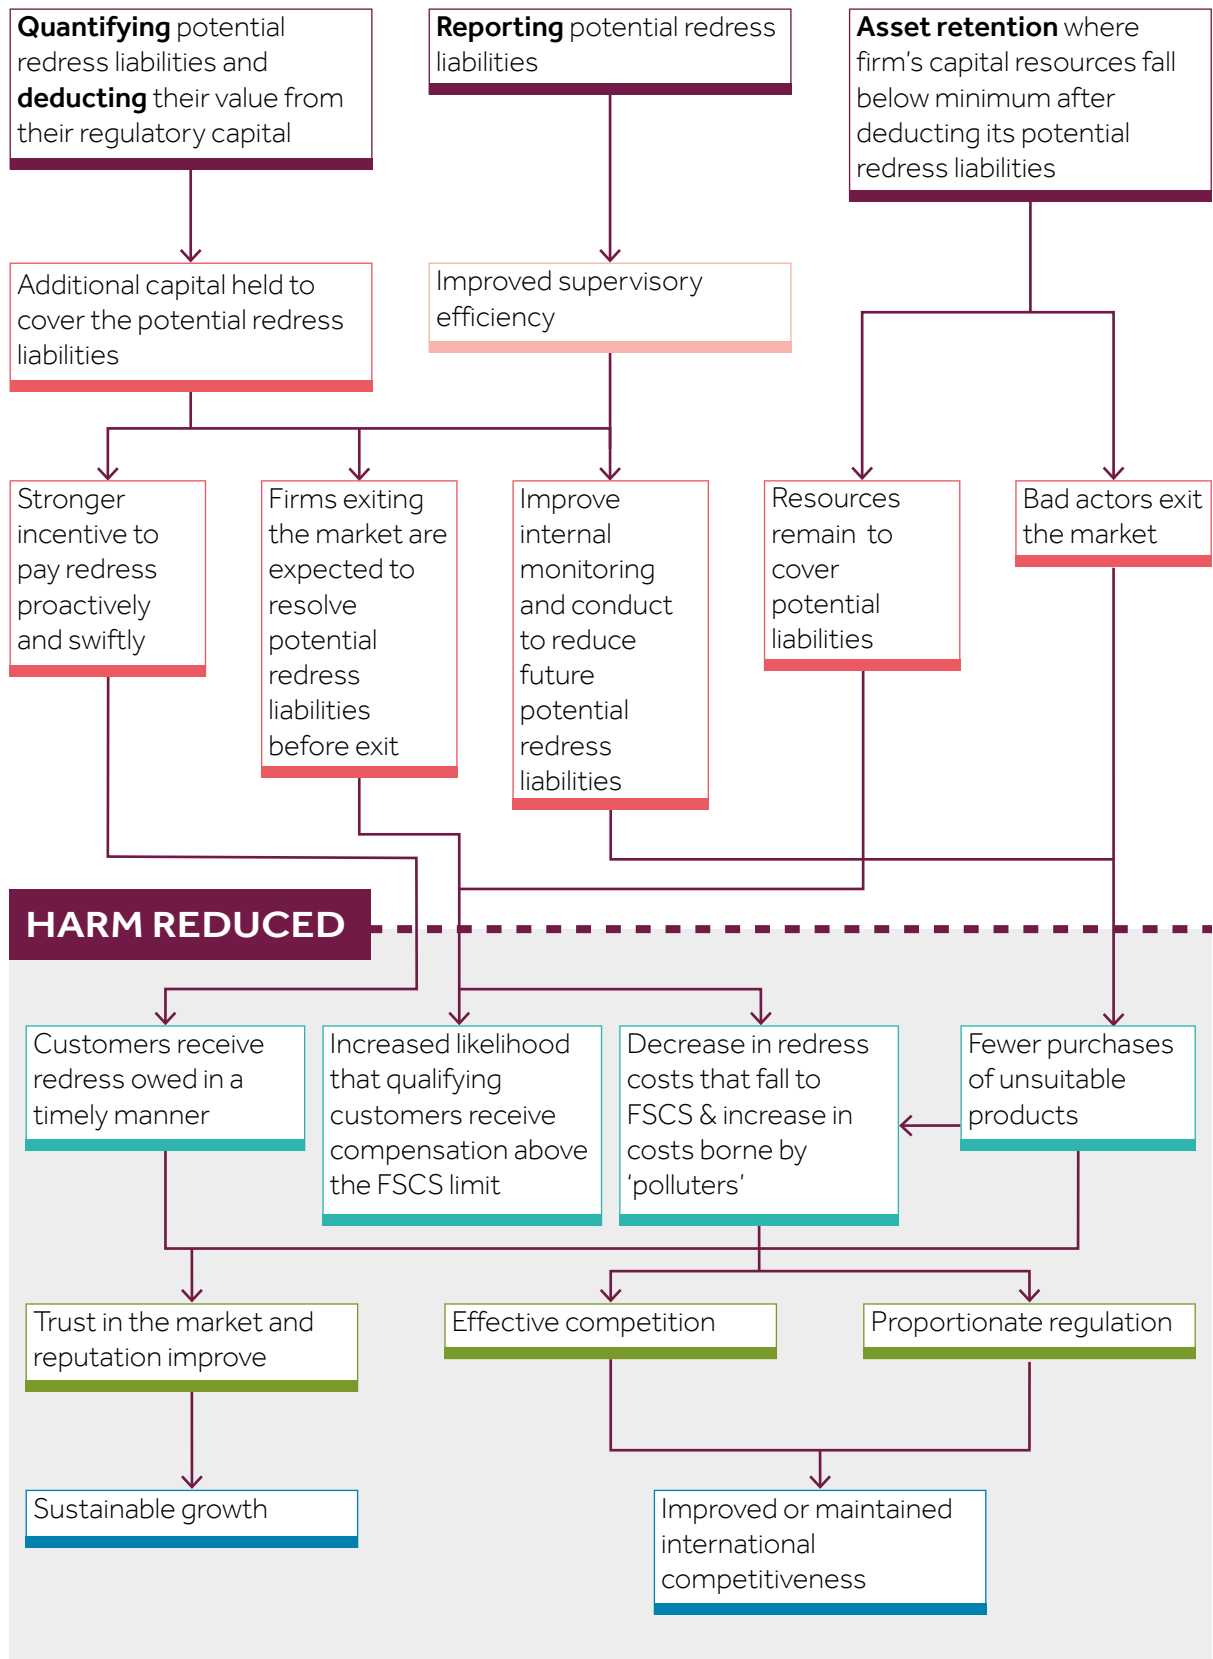 Quantifying potential
redress liabilities and
deducting their value from
their regulatory capital
Reporting potential redress
liabilities
Asset retention where
firm's capital resources fall
below minimum after
deducting its potential
redress liabilities
Additional capital held to
cover the potential redress
liabilities
Improved supervisory
efficiency
Stronger
incentive to
pay redress
proactively
and swiftly
Firms exiting
the market are
expected to
resolve
potential
redress
liabilities
before exit
Improve
internal
monitoring
and conduct
to reduce
future
potential
redress
liabilities
Resources
remain to
cover
potential
liabilities
Bad actors exit
the market
HARM REDUCED
Customers receive
redress owed in a
timely manner
Increased likelihood
that qualifying
customers receive
compensation above
the FSCS limit
Decrease in redress
costs that fall to
FSCS & increase in
costs borne by
'polluters'
Fewer purchases
of unsuitable
products
Trust in the market and
reputation improve
Effective competition
Proportionate regulation
Sustainable growth
Improved or maintained
international
competitiveness